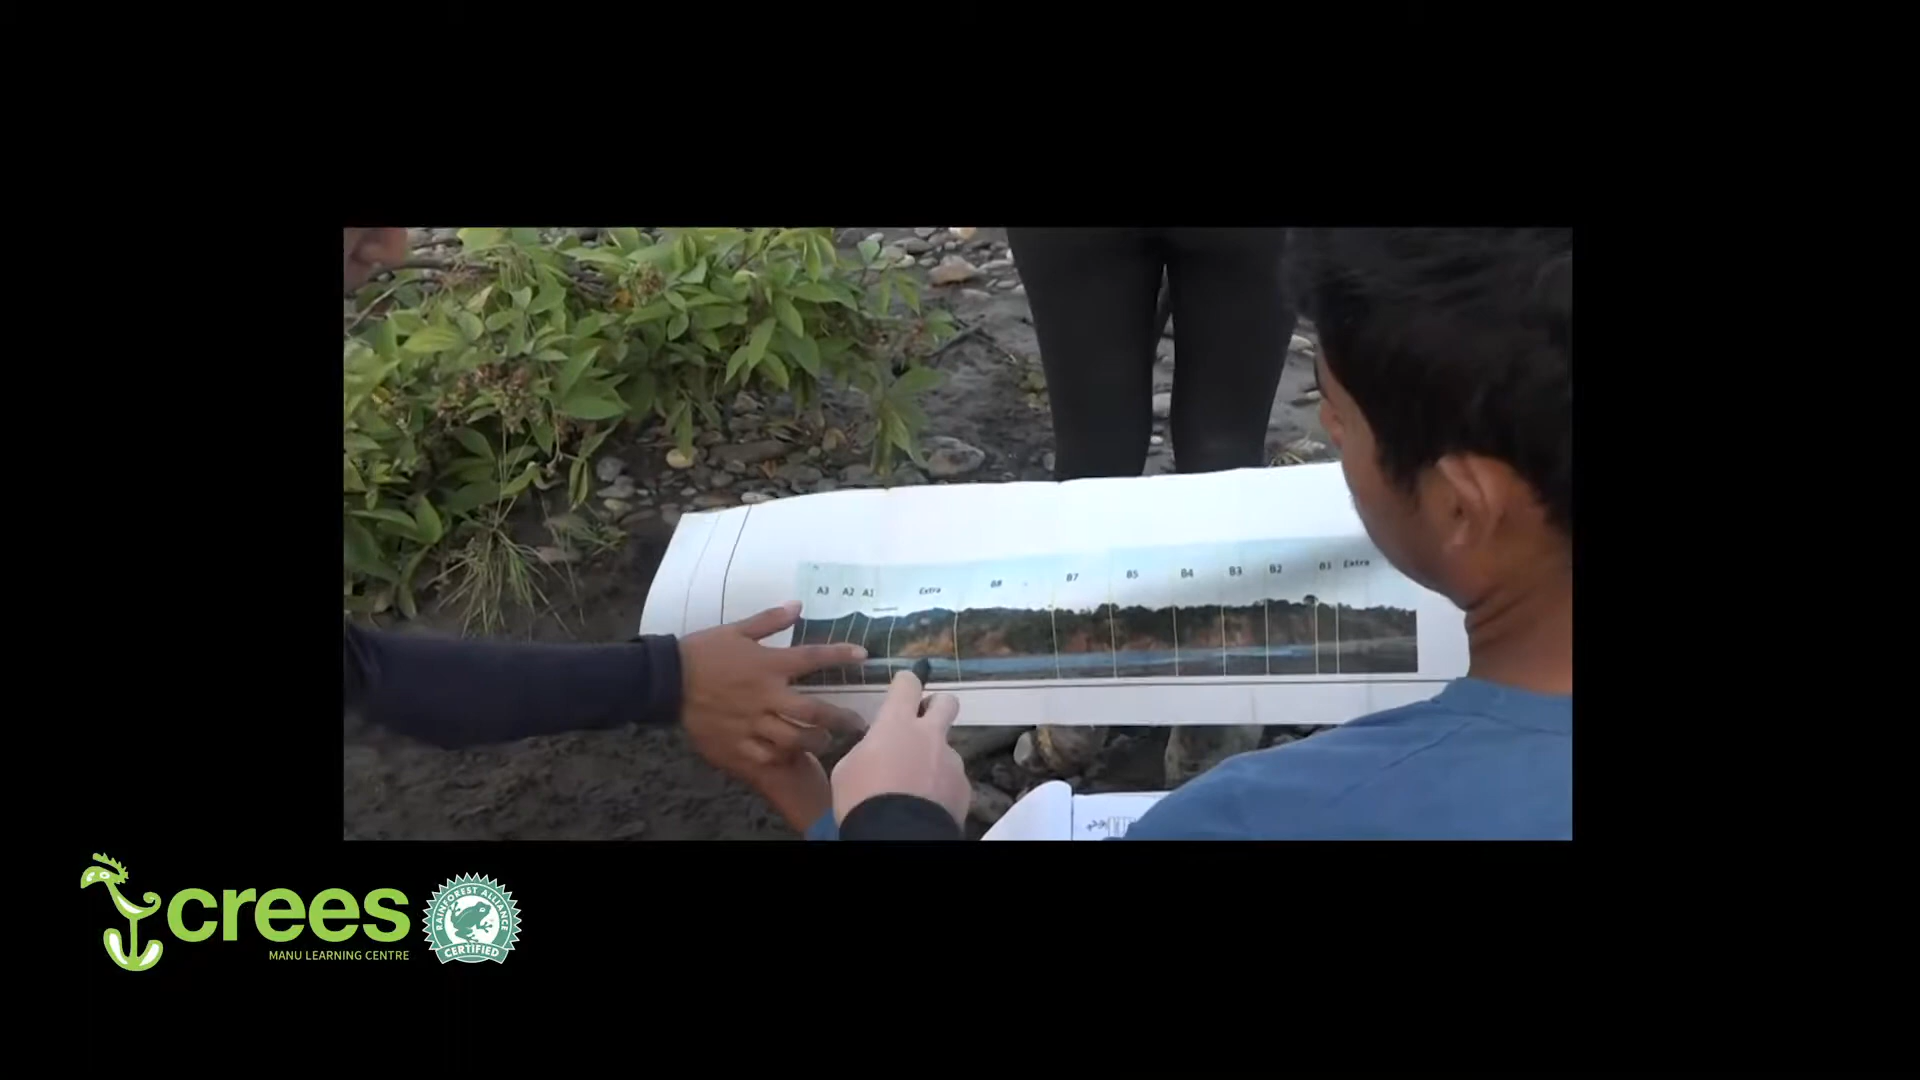 A3 A2 A1 Extra B8 B7 B5 B4 B3 B2 B1 Extra
crees
MANU LEARNING CENTRE
RAINFOREST ALLIANCE
CERTIFIED